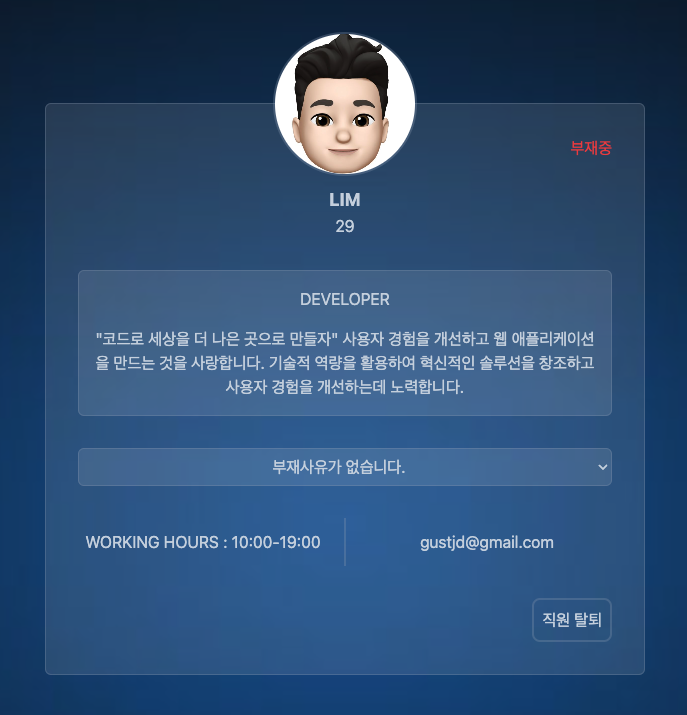 부재중
LIM
29
DEVELOPER
"코드로 세상을 더 나은 곳으로 만들자" 사용자 경험을 개선하고 웹 애플리케이션
을 만드는 것을 사랑합니다. 기술적 역량을 활용하여 혁신적인 솔루션을 창조하고
사용자 경험을 개선하는데 노력합니다.
부재사유가 없습니다.
WORKING HOURS : 10:00-19:00
gustjd@gmail.com
직원 탈퇴